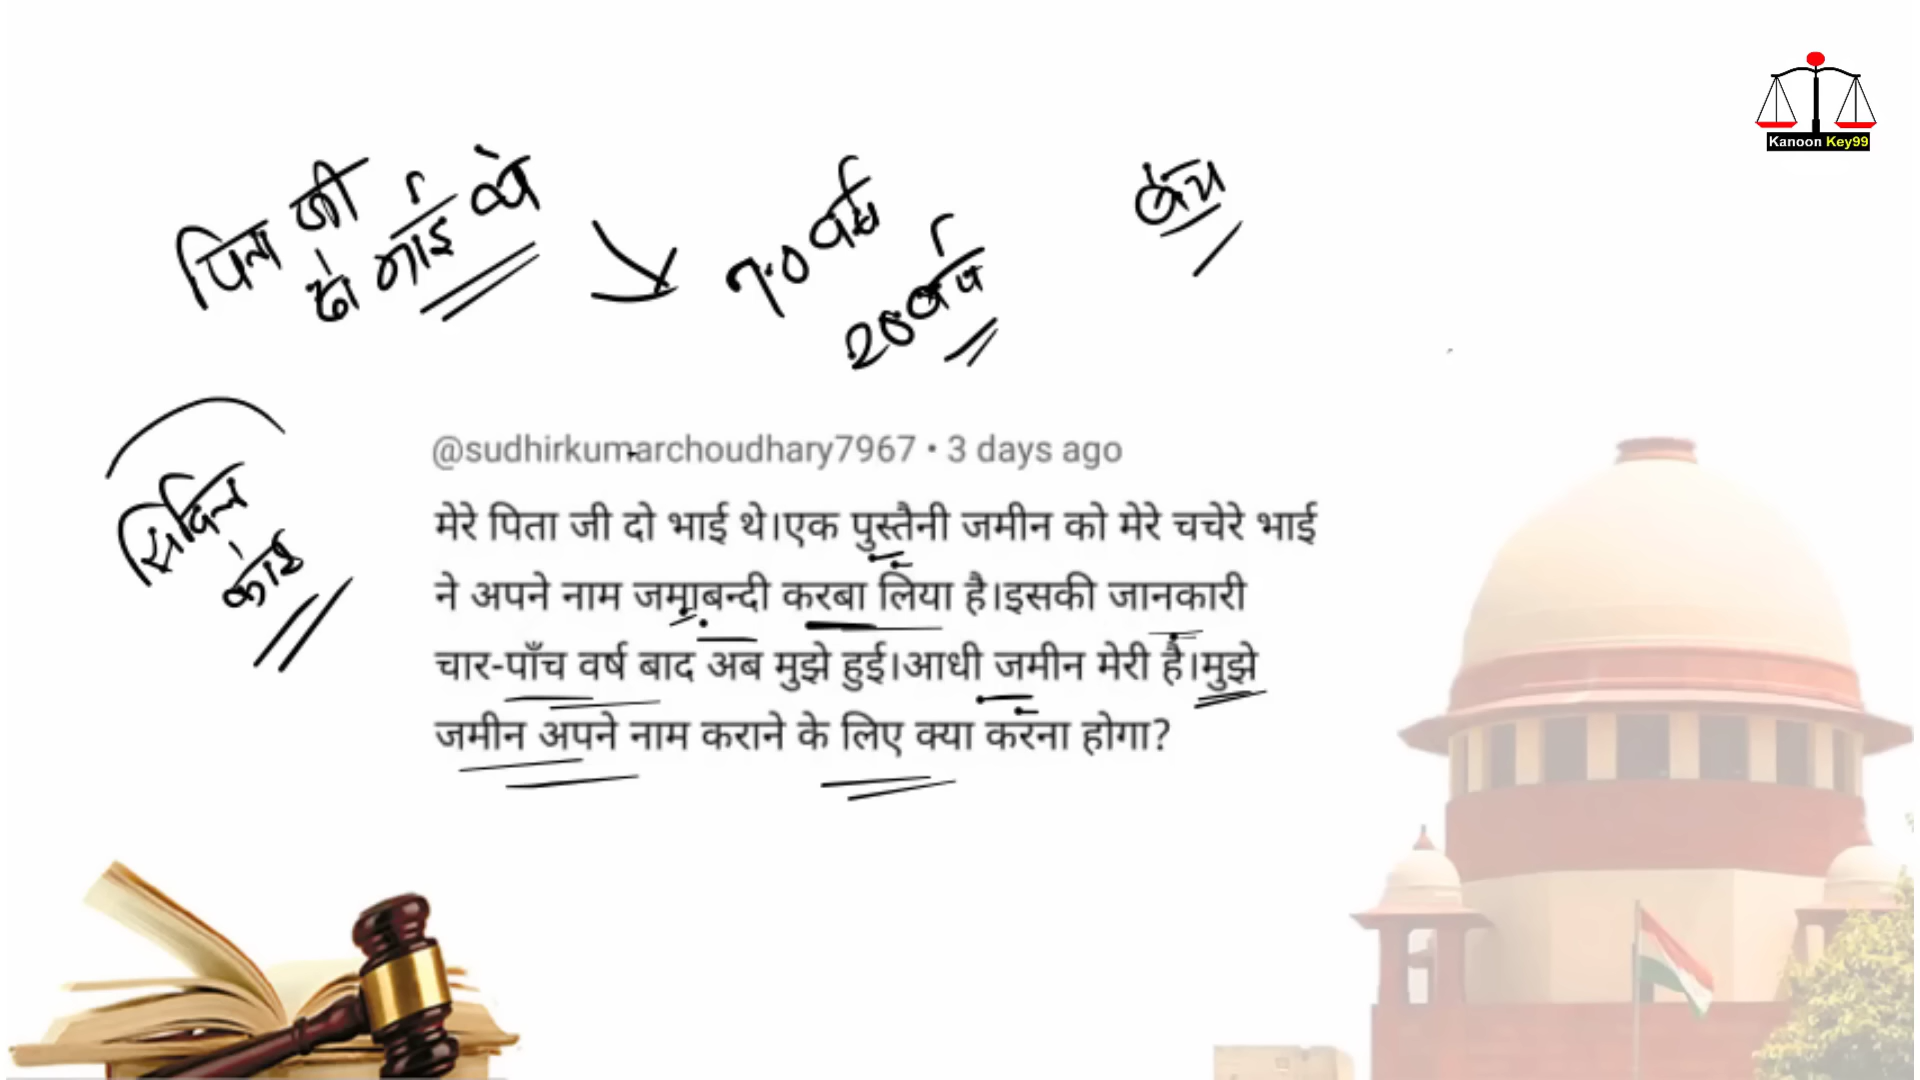 Kanoon Key99
पिता जी
दो भाई थे
70 वर्ष
20 वर्ष
सिविल
कोर्ट
@sudhirkumarchoudhary7967 • 3 days ago
मेरे पिता जी दो भाई थे।एक पुस्तैनी जमीन को मेरे चचेरे भाई
ने अपने नाम जमाबन्दी करबा लिया है।इसकी जानकारी
चार-पाँच वर्ष बाद अब मुझे हुई।आधी जमीन मेरी है।मुझे
जमीन अपने नाम कराने के लिए क्या करना होगा?